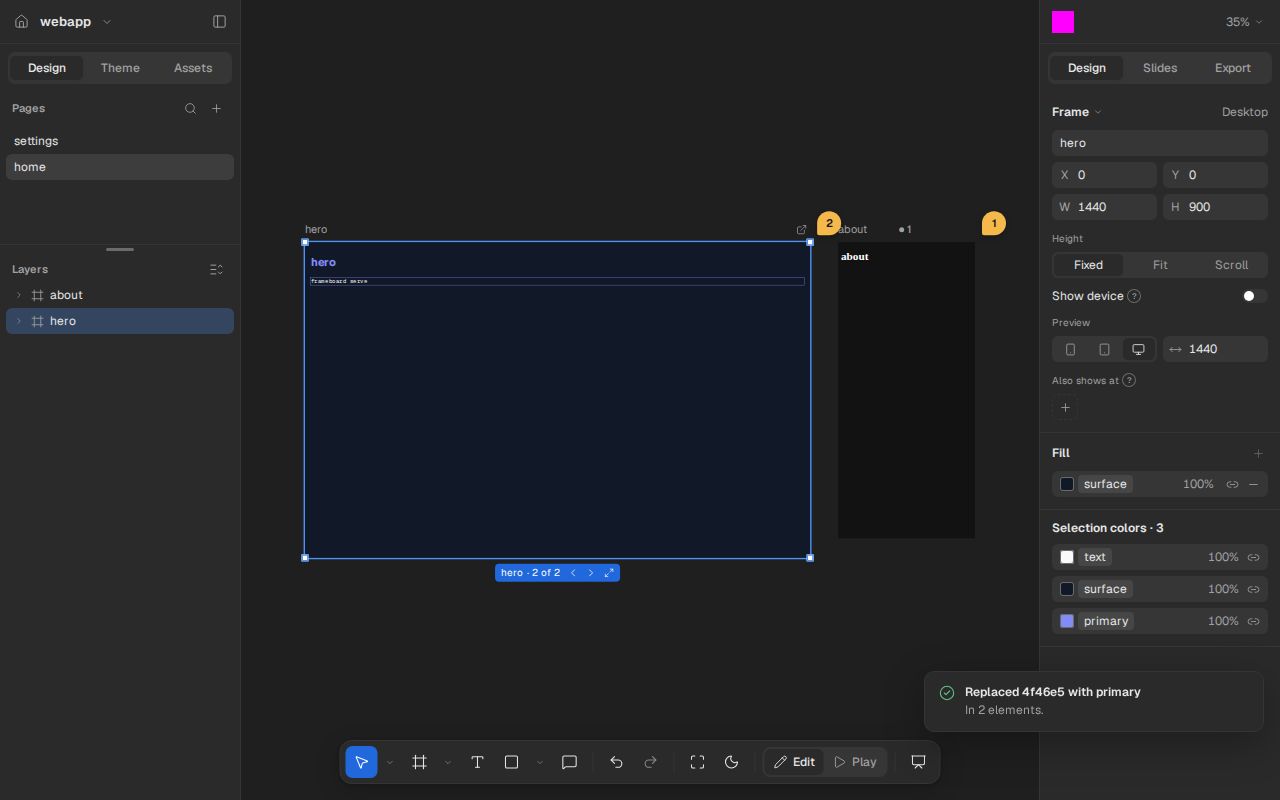 webapp
35%
Design
Theme
Assets
Design
Slides
Export
Pages
settings
home
Layers
about
hero
hero
2
about
1
1
hero
frameboard serve
about
hero · 2 of 2
Frame
Desktop
hero
X 0
Y 0
W 1440
H 900
Height
Fixed
Fit
Scroll
Show device ?
Preview
1440
Also shows at ?
Fill
surface 100%
Selection colors · 3
text 100%
surface 100%
primary 100%
Replaced 4f46e5 with primary
In 2 elements.
Edit
Play